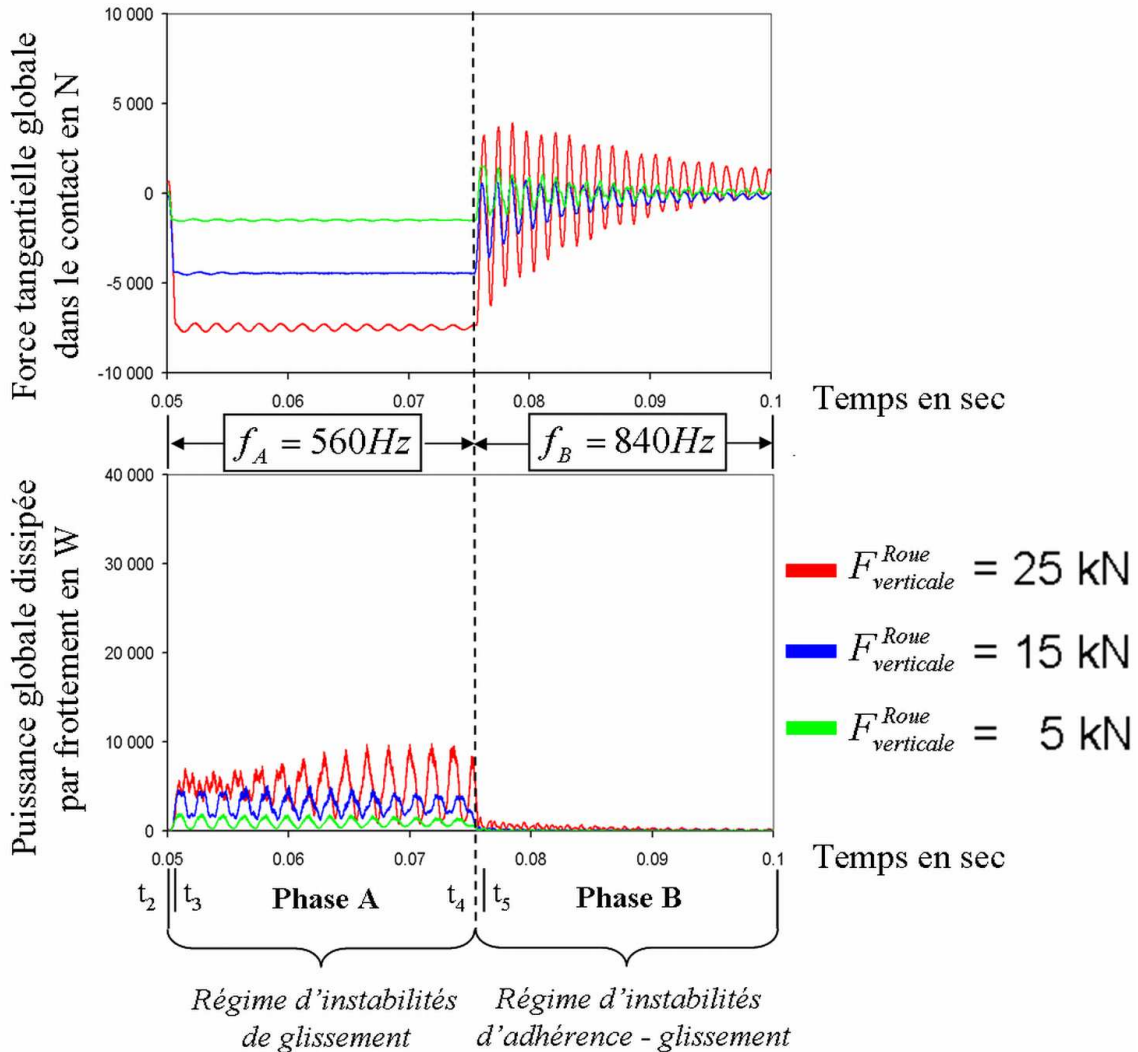 Force tangentielle globale
dans le contact en N
10 000
5 000
0
-5 000
-10 000
0.05
0.06
0.07
0.08
0.09
0.1
Temps en sec
f_A = 560Hz
f_B = 840Hz
Puissance globale dissipée
par frottement en W
40 000
30 000
20 000
10 000
0
0.05
0.06
0.07
0.08
0.09
0.1
Temps en sec
F Roue verticale = 25 kN
F Roue verticale = 15 kN
F Roue verticale = 5 kN
t2
t3
Phase A
t4
t5
Phase B
Régime d'instabilités
de glissement
Régime d'instabilités
d'adhérence - glissement